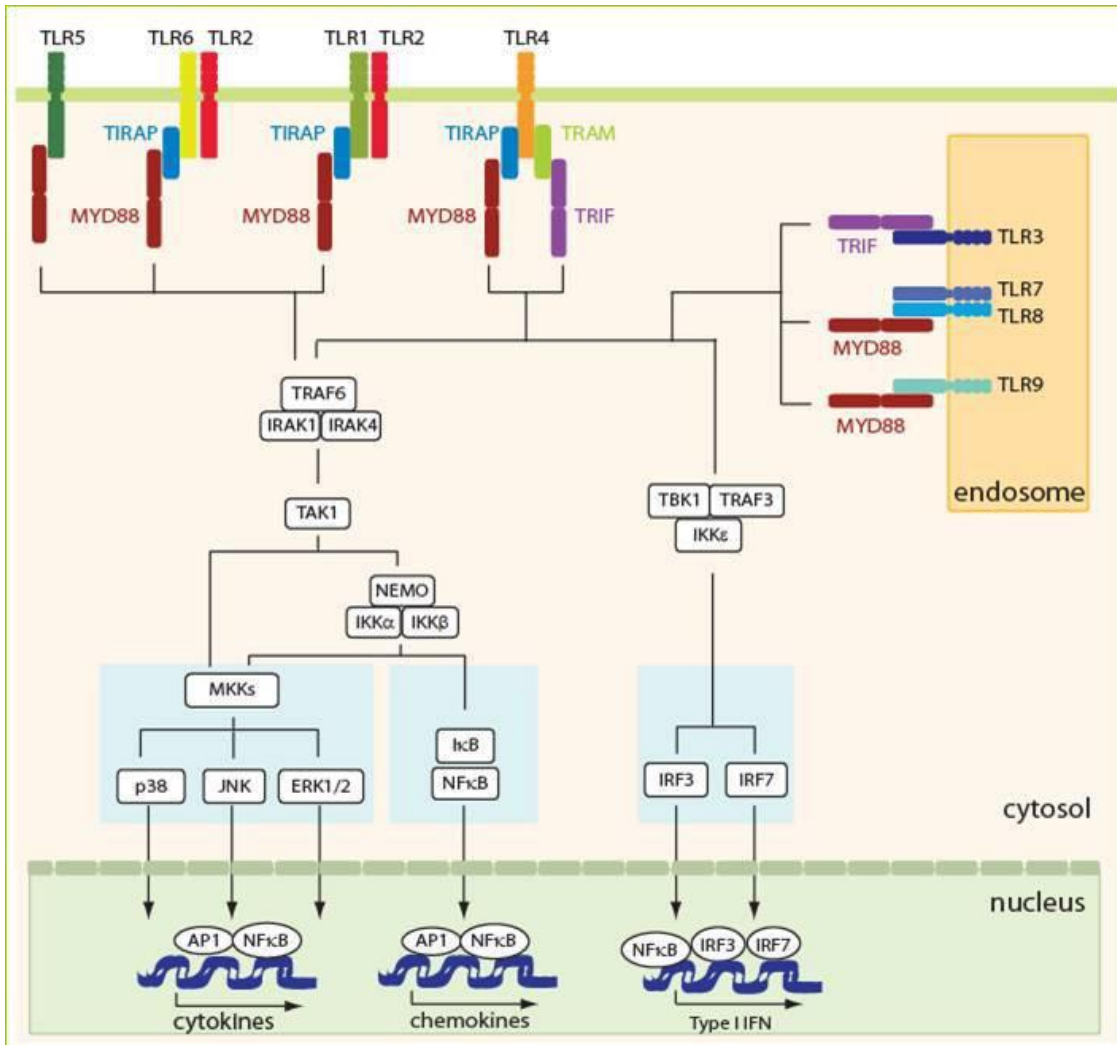 TLR5 TLR6 TLR2 TLR1 TLR2 TLR4
TIRAP TIRAP TIRAP TRAM
MYD88 MYD88 MYD88 TRIF
TRIF TLR3
TLR7
TLR8
MYD88
TLR9
MYD88
endosome
TRAF6
IRAK1 IRAK4
TAK1
TBK1 TRAF3
IKKε
NEMO
IKKα IKKβ
MKKs
IκB
p38 JNK ERK1/2 NFκB IRF3 IRF7
cytosol
nucleus
AP1 NFκB AP1 NFκB NFκB IRF3 IRF7
cytokines chemokines Type I IFN